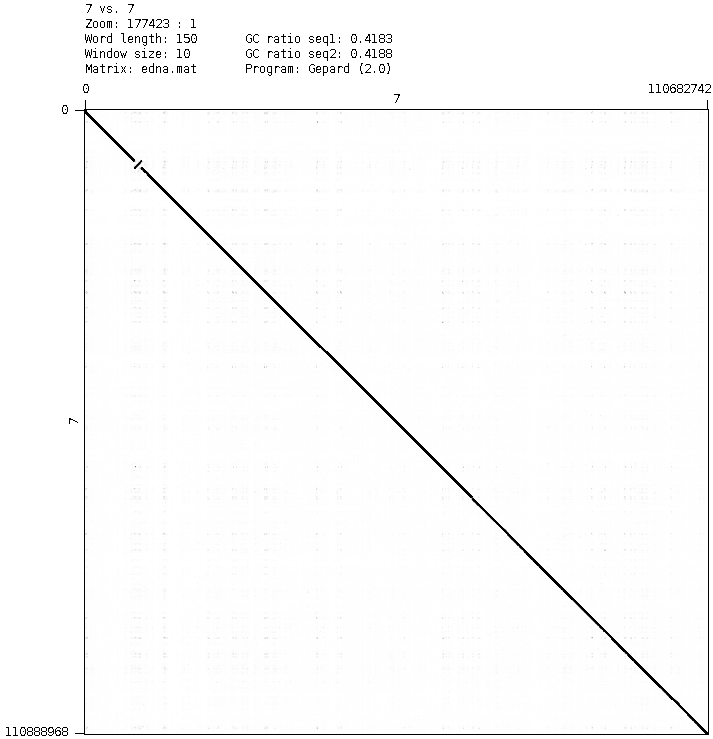 7 vs. 7
Zoom: 177423 : 1
Word length: 150 GC ratio seq1: 0.4183
Window size: 10 GC ratio seq2: 0.4188
Matrix: edna.mat Program: Gepard (2.0)
0 110682742
7
0
7
110888968